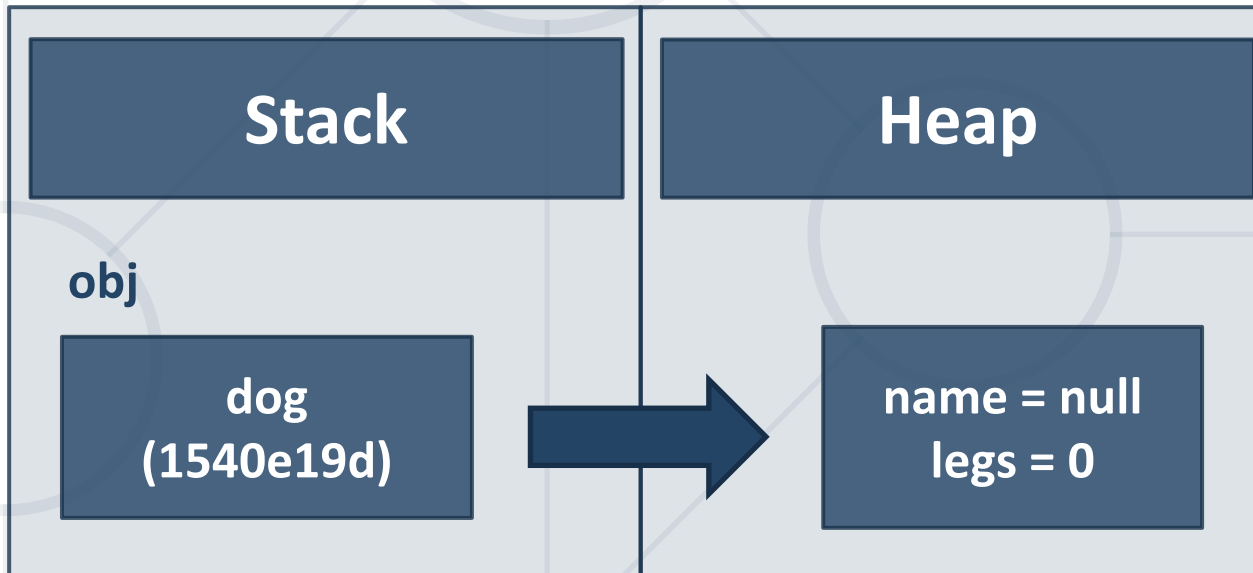 Stack
Heap
obj
dog
(1540e19d)
name = null
legs = 0